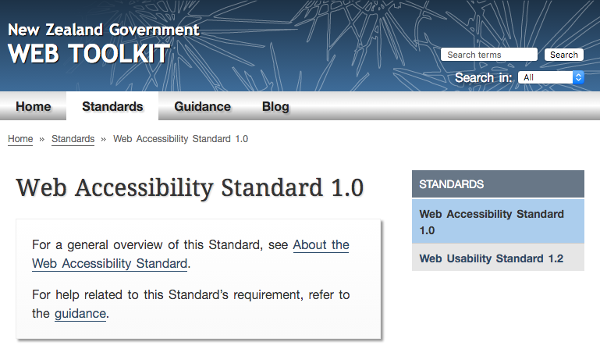 New Zealand Government
WEB TOOLKIT
Search terms
Search
Search in:
All
Home
Standards
Guidance
Blog
Home » Standards » Web Accessibility Standard 1.0
Web Accessibility Standard 1.0
For a general overview of this Standard, see About the
Web Accessibility Standard.
For help related to this Standard's requirement, refer to
the guidance.
STANDARDS
Web Accessibility Standard
1.0
Web Usability Standard 1.2